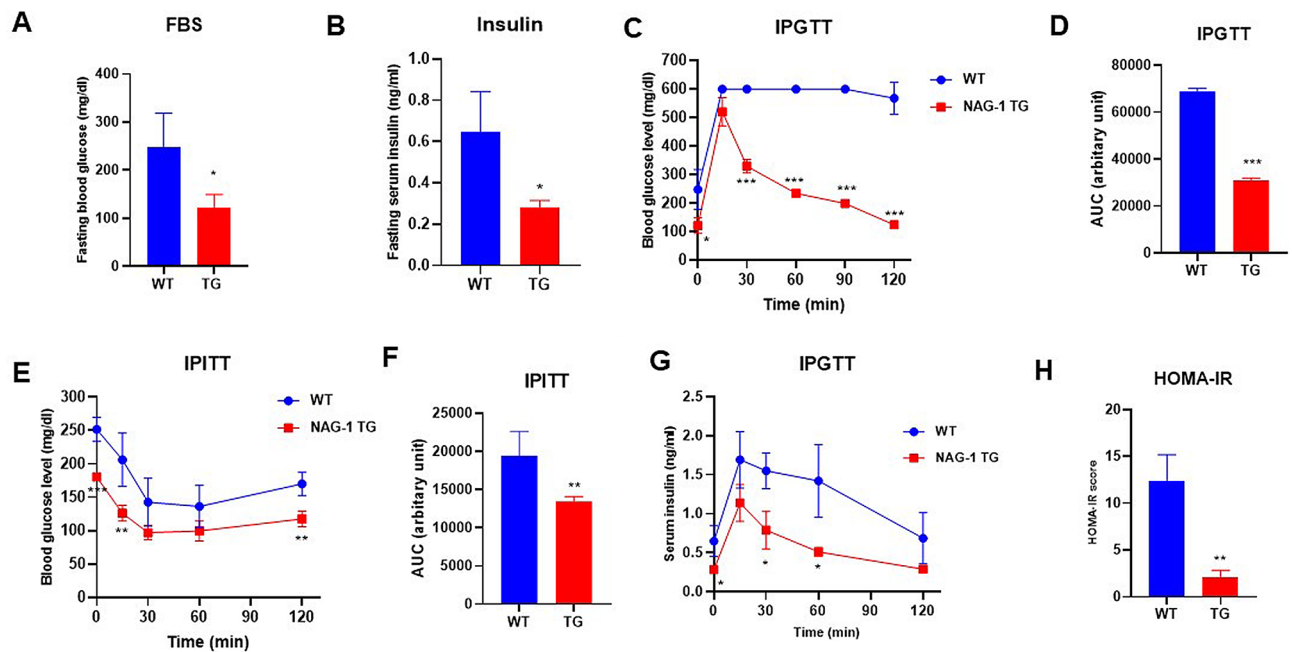 A
FBS
Fasting blood glucose (mg/dl)
400
300
200
100
0
*
WT
TG
B
Insulin
Fasting serum insulin (ng/ml)
1.0
0.8
0.6
0.4
0.2
0.0
*
WT
TG
C
IPGTT
Blood glucose level (mg/dl)
700
600
500
400
300
200
100
0
*
***
***
***
***
0 30 60 90 120
Time (min)
WT
NAG-1 TG
D
IPGTT
AUC (arbitary unit)
80000
60000
40000
20000
0
***
WT
TG
E
IPITT
Blood glucose level (mg/dl)
300
250
200
150
100
50
0
***
**
**
0 30 60 90 120
Time (min)
WT
NAG-1 TG
F
IPITT
AUC (arbitary unit)
25000
20000
15000
10000
5000
0
**
WT
TG
G
IPGTT
Serum insulin (ng/ml)
2.5
2.0
1.5
1.0
0.5
0.0
*
*
*
0 30 60 90 120
Time (min)
WT
NAG-1 TG
H
HOMA-IR
HOMA-IR score
20
15
10
5
0
**
WT
TG